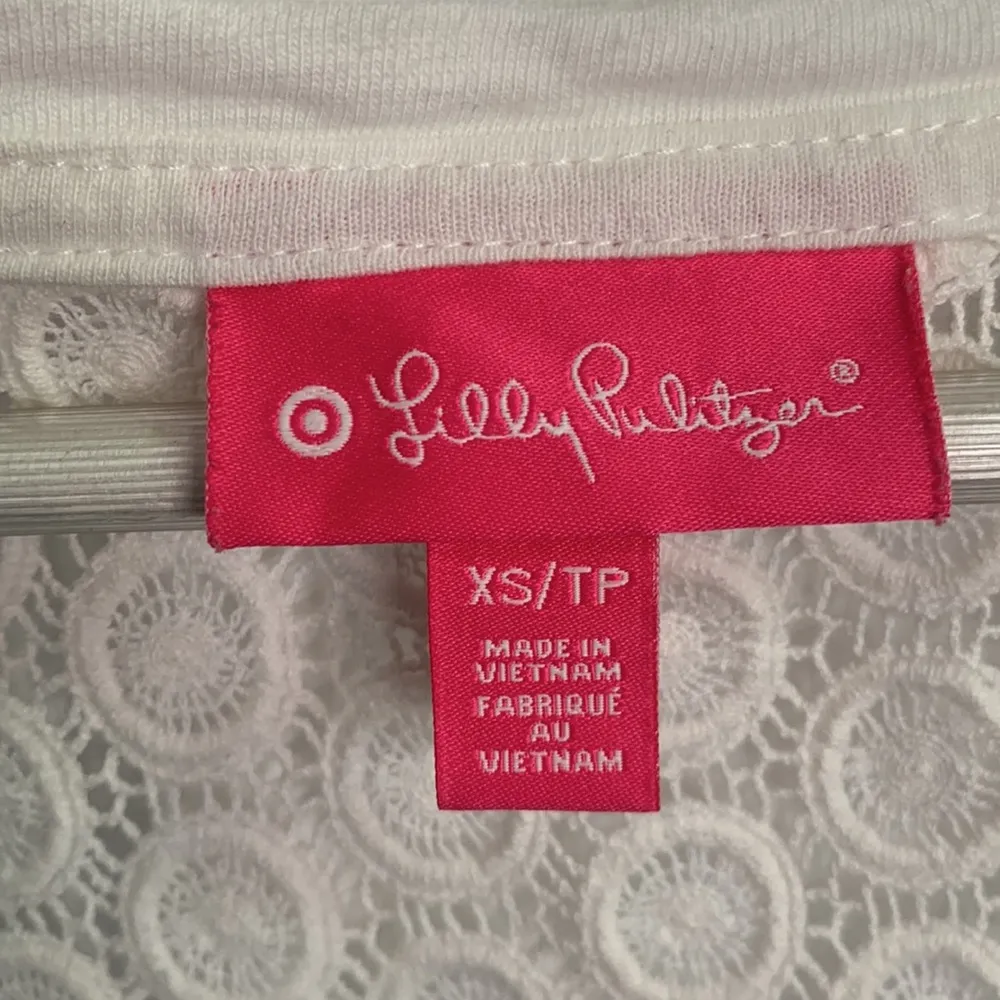 Lilly Pulitzer®
XS/TP
MADE IN
VIETNAM
FABRIQUÉ
AU
VIETNAM